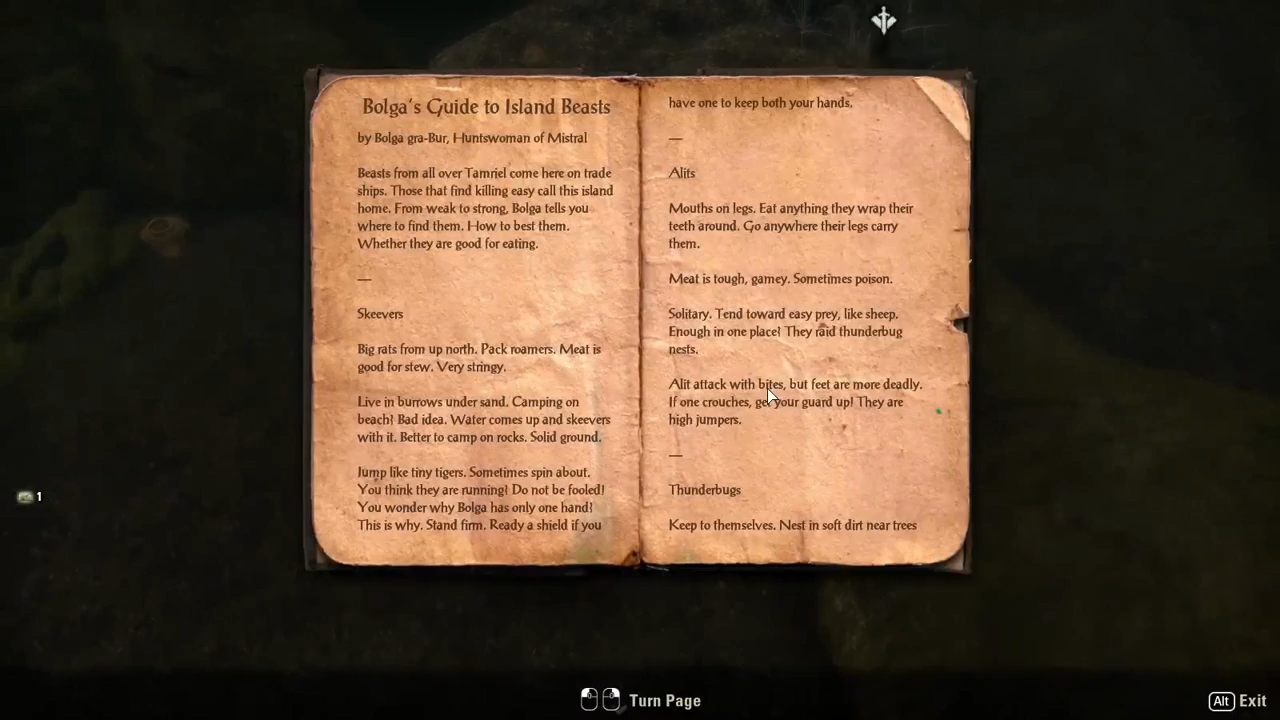 Bolga's Guide to Island Beasts
by Bolga gra-Bur, Huntswoman of Mistral
Beasts from all over Tamriel come here on trade
ships. Those that find killing easy call this island
home. From weak to strong, Bolga tells you
where to find them. How to best them.
Whether they are good for eating.
—
Skeevers
Big rats from up north. Pack roamers. Meat is
good for stew. Very stringy.
Live in burrows under sand. Camping on
beach? Bad idea. Water comes up and skeevers
with it. Better to camp on rocks. Solid ground.
Jump like tiny tigers. Sometimes spin about.
You think they are running? Do not be fooled!
You wonder why Bolga has only one hand?
This is why. Stand firm. Ready a shield if you
have one to keep both your hands.
—
Alits
Mouths on legs. Eat anything they wrap their
teeth around. Go anywhere their legs carry
them.
Meat is tough, gamey. Sometimes poison.
Solitary. Tend toward easy prey, like sheep.
Enough in one place? They raid thunderbug
nests.
Alit attack with bites, but feet are more deadly.
If one crouches, get your guard up! They are
high jumpers.
—
Thunderbugs
Keep to themselves. Nest in soft dirt near trees
1
Turn Page
Alt Exit